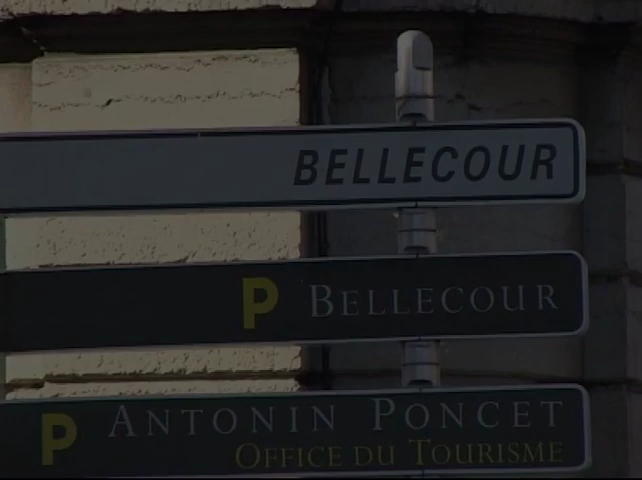 BELLECOUR
P BELLECOUR
P ANTONIN PONCET
OFFICE DU TOURISME